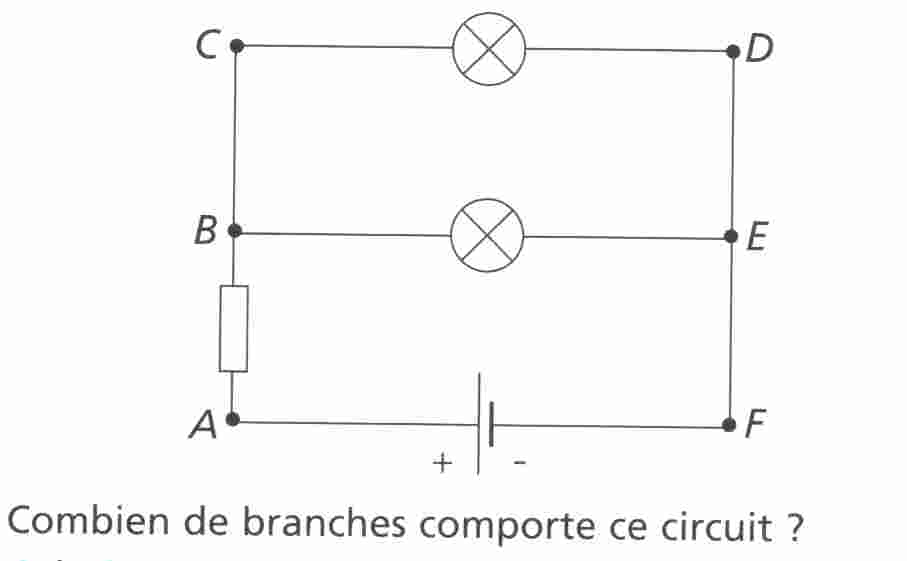 C D
B E
A F
+ -
Combien de branches comporte ce circuit ?